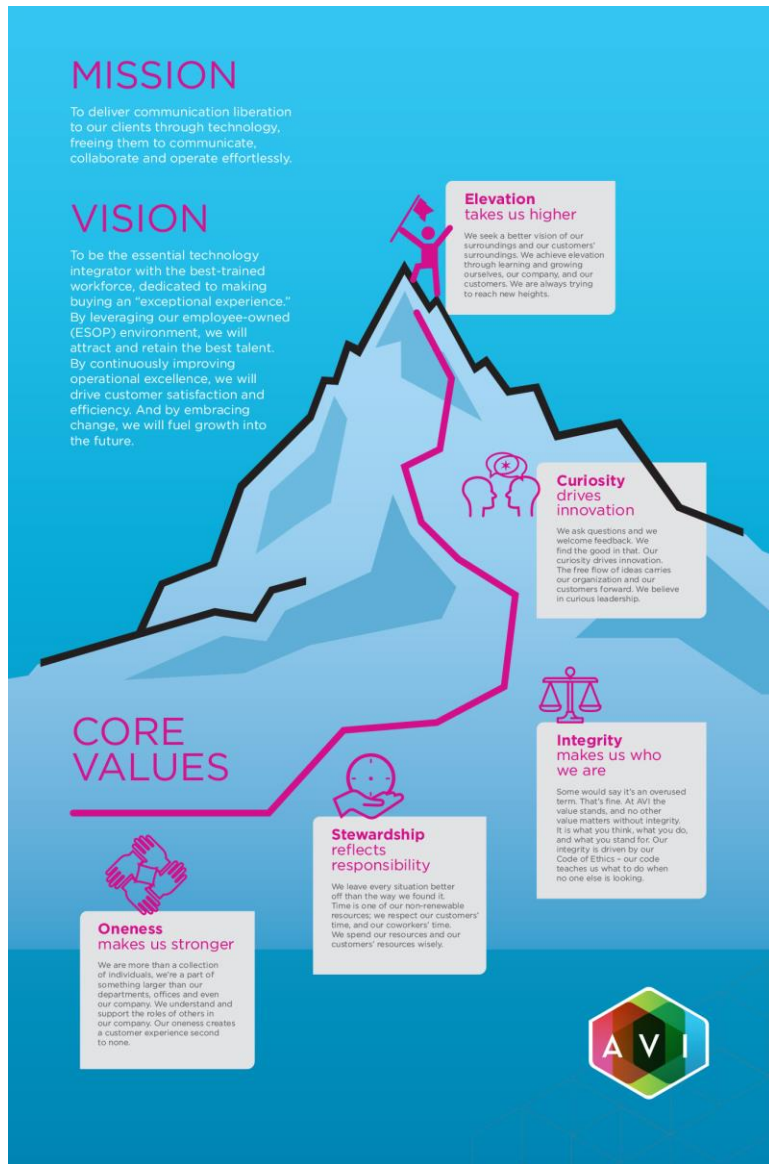 MISSION
To deliver communication liberation
to our clients through technology,
freeing them to communicate,
collaborate and operate effortlessly.
VISION
To be the essential technology
integrator with the best-trained
workforce, dedicated to making
buying an “exceptional experience.”
By leveraging our employee-owned
(ESOP) environment, we will
attract and retain the best talent.
By continuously improving
operational excellence, we will
drive customer satisfaction and
efficiency. And by embracing
change, we will fuel growth into
the future.
Elevation
takes us higher
We seek a better vision of our
surroundings and our customers’
surroundings. We achieve elevation
through learning and growing
ourselves, our company, and our
customers. We are always trying
to reach new heights.
Curiosity
drives
innovation
We ask questions and we
welcome feedback. We
find the good in that. Our
curiosity drives innovation.
The free flow of ideas carries
our organization and our
customers forward. We believe
in curious leadership.
CORE
VALUES
Integrity
makes us who
we are
Some would say it’s an overused
term. That’s fine. At AVI the
value stands, and no other
value matters without integrity.
It is what you think, what you do,
and what you stand for. Our
integrity is driven by our
Code of Ethics – our code
teaches us what to do when
no one else is looking.
Stewardship
reflects
responsibility
We leave every situation better
off than the way we found it.
Time is one of our non-renewable
resources; we respect our customers’
time, and our coworkers’ time.
We spend our resources and our
customers’ resources wisely.
Oneness
makes us stronger
We are more than a collection
of individuals, we’re a part of
something larger than our
departments, offices and even
our company. We understand and
support the roles of others in
our company. Our oneness creates
a customer experience second
to none.
AVI